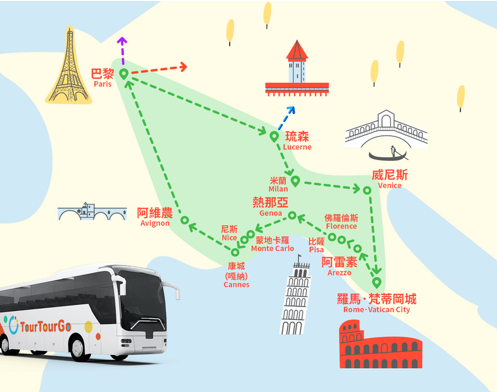 巴黎
Paris
琉森
Lucerne
米蘭
Milan
威尼斯
Venice
熱那亞
Genoa
佛羅倫斯
Florence
阿維農
Avignon
尼斯
Nice
蒙地卡羅
Monte Carlo
比薩
Pisa
阿雷素
Arezzo
康城
(嘎納)
Cannes
羅馬·梵蒂岡城
Rome·Vatican City
TourTourGo